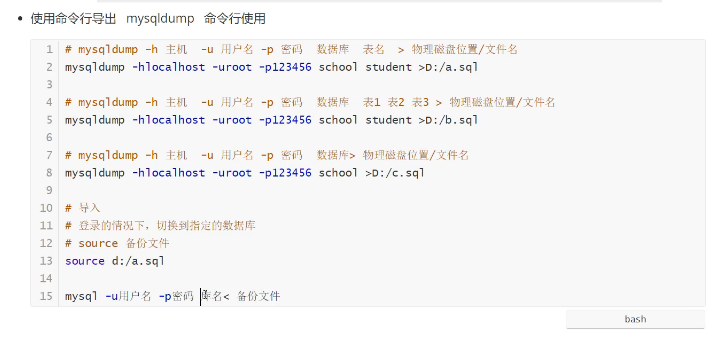 使用命令行导出 mysqldump 命令行使用
1 # mysqldump -h 主机 -u 用户名 -p 密码 数据库 表名 > 物理磁盘位置/文件名
2 mysqldump -hlocalhost -uroot -p123456 school student >D:/a.sql
3
4 # mysqldump -h 主机 -u 用户名 -p 密码 数据库 表1 表2 表3 > 物理磁盘位置/文件名
5 mysqldump -hlocalhost -uroot -p123456 school student >D:/b.sql
6
7 # mysqldump -h 主机 -u 用户名 -p 密码 数据库> 物理磁盘位置/文件名
8 mysqldump -hlocalhost -uroot -p123456 school >D:/c.sql
9
10 # 导入
11 # 登录的情况下，切换到指定的数据库
12 # source 备份文件
13 source d:/a.sql
14
15 mysql -u用户名 -p密码 库名< 备份文件
bash